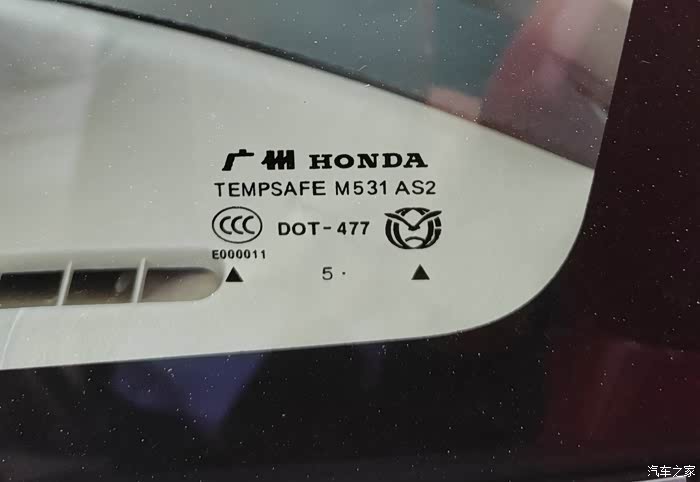 广州 HONDA
TEMPSAFE M531 AS2
CCC DOT-477
E000011
5 ·
汽车之家